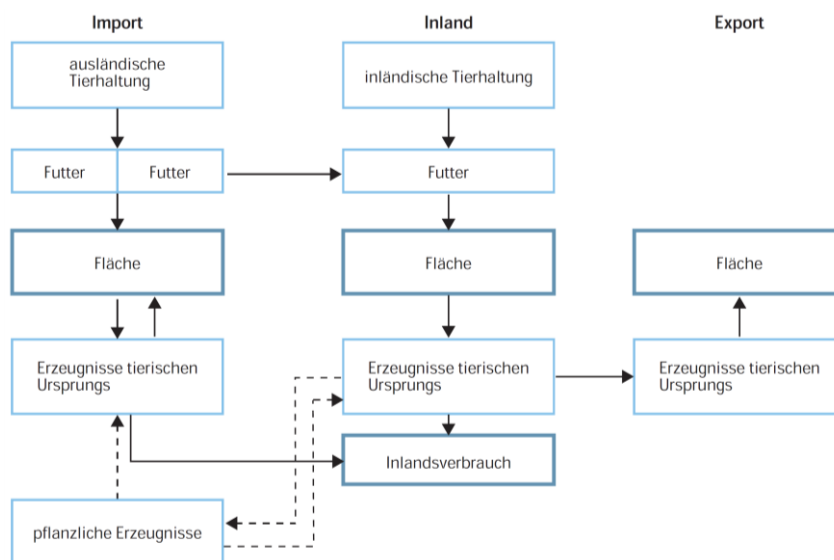 Import
Inland
Export
ausländische
Tierhaltung
inländische Tierhaltung
Futter
Futter
Futter
Fläche
Fläche
Fläche
Erzeugnisse tierischen
Ursprungs
Erzeugnisse tierischen
Ursprungs
Erzeugnisse tierischen
Ursprungs
Inlandsverbrauch
pflanzliche Erzeugnisse